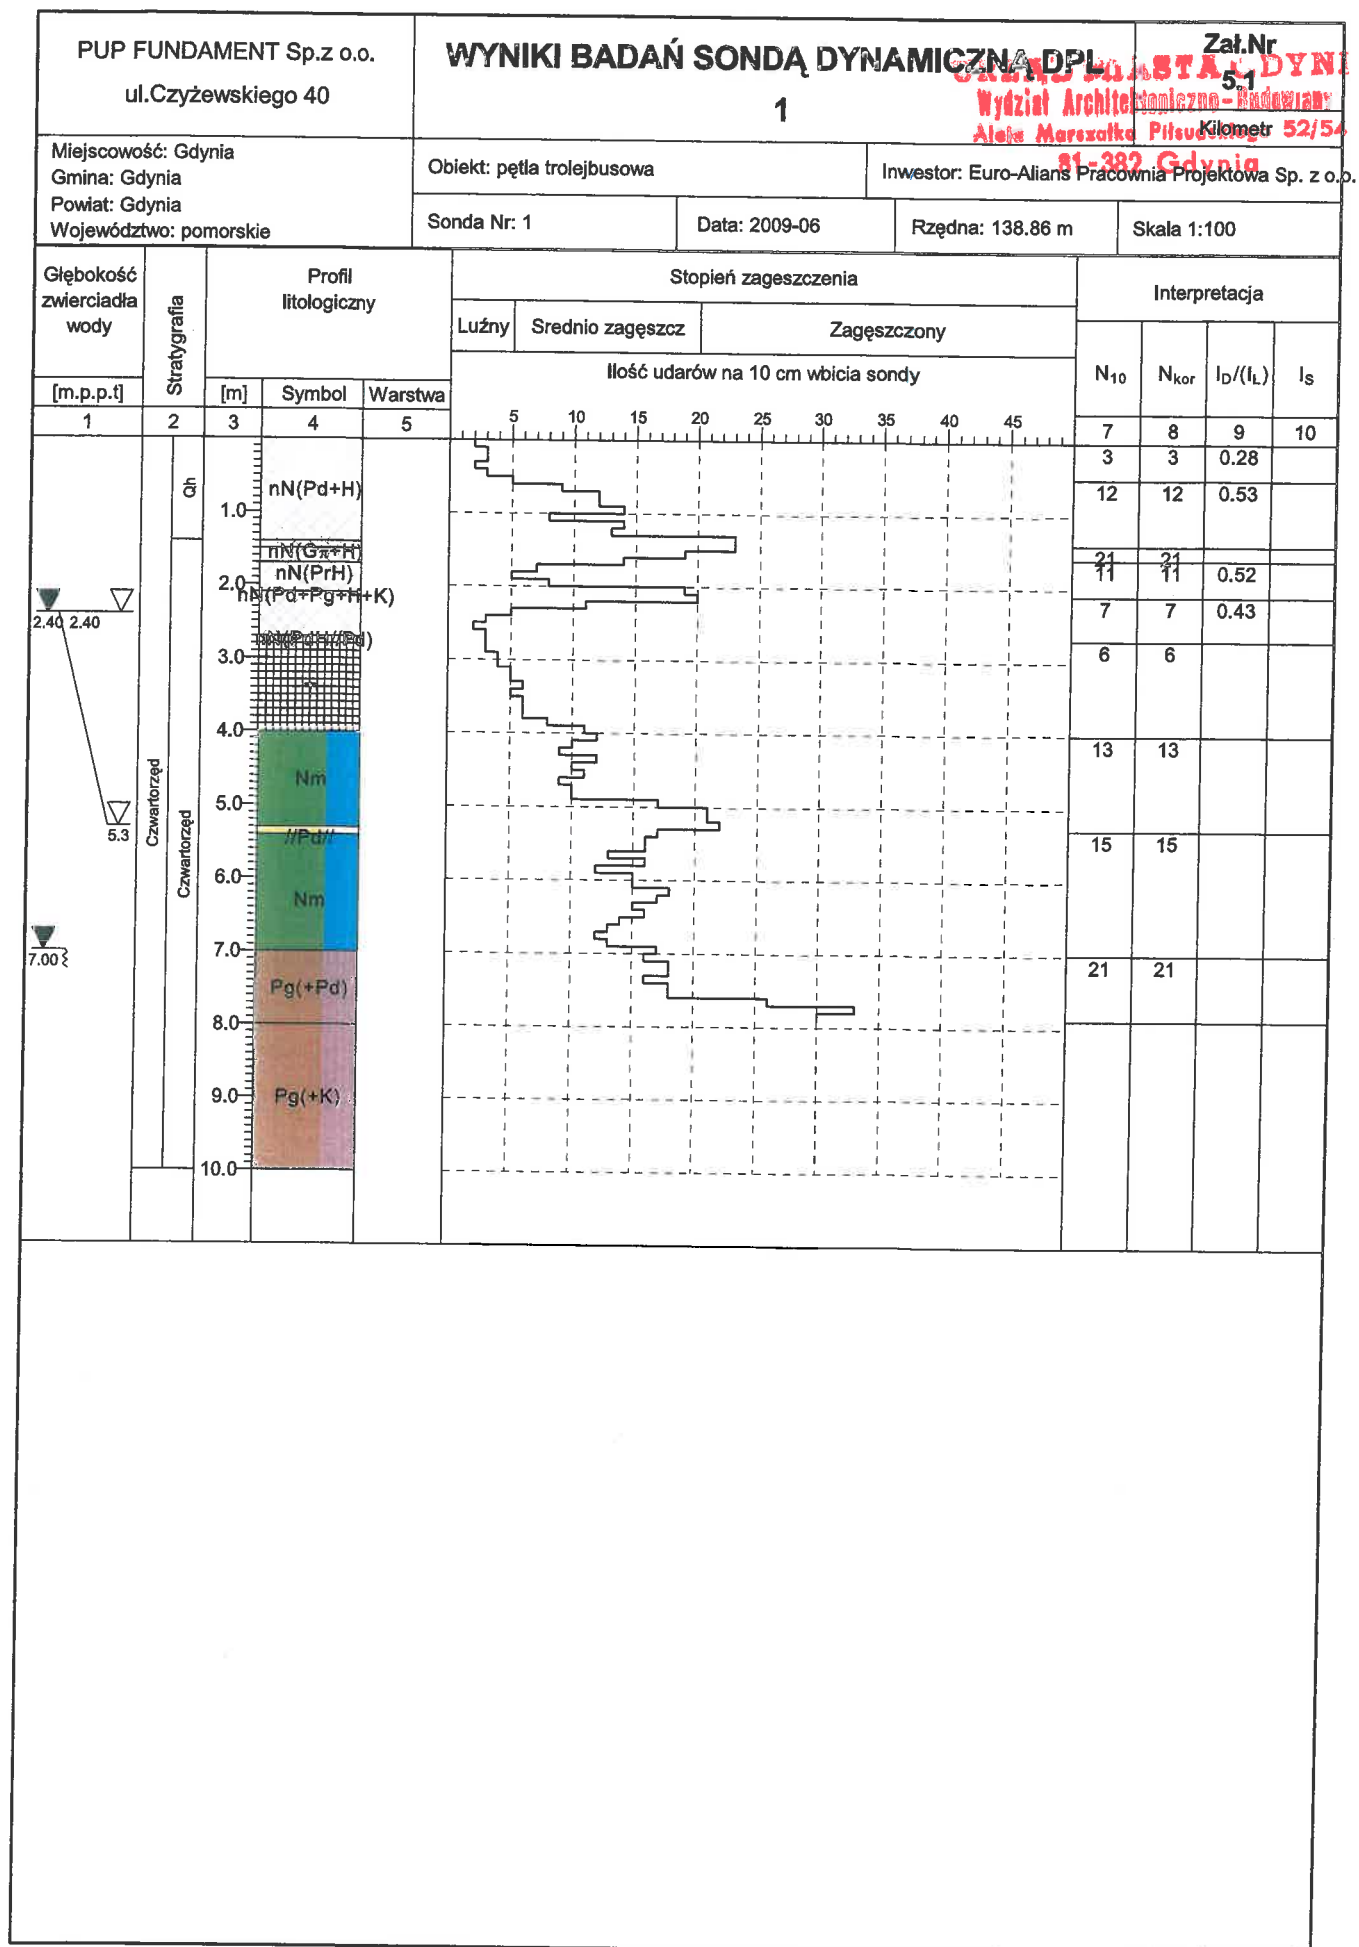 PUP FUNDAMENT Sp.z o.o.
ul.Czyżewskiego 40
WYNIKI BADAŃ SONDĄ DYNAMICZNĄ DPL
1
Zał.Nr
5.1
Kilometr
Wydział Architektoniczno-Budowlany
Aleja Marszałka Piłsudskiego 52/54
81-382 Gdynia
Miejscowość: Gdynia
Gmina: Gdynia
Powiat: Gdynia
Województwo: pomorskie
Obiekt: pętla trolejbusowa
Inwestor: Euro-Alians Pracownia Projektowa Sp. z o.o.
Sonda Nr: 1
Data: 2009-06
Rzędna: 138.86 m
Skala 1:100
Głębokość zwierciadła wody
[m.p.p.t]
Stratygrafia
Profil litologiczny
[m] Symbol Warstwa
Stopień zageszczenia
Luźny Srednio zagęszcz Zagęszczony
Ilość udarów na 10 cm wbicia sondy
Interpretacja
N10 Nkor ID/(IL) IS
1 2 3 4 5
5 10 15 20 25 30 35 40 45
7 8 9 10
3 3 0.28
12 12 0.53
21 21
11 11 0.52
7 7 0.43
6 6
13 13
15 15
21 21
Qh
Czwartorzęd
Czwartorzęd
2.40 2.40
5.3
7.00
1.0
2.0
3.0
4.0
5.0
6.0
7.0
8.0
9.0
10.0
nN(Pd+H)
nN(Gπ+H)
nN(PrH)
nN(Pd+Pg+H+K)
Nm
//Pd//
Nm
Pg(+Pd)
Pg(+K)